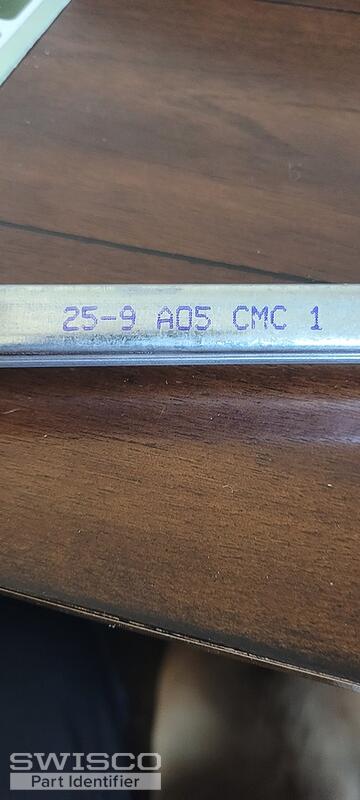 25-9 A05 CMC 1
SWISCO
Part Identifier